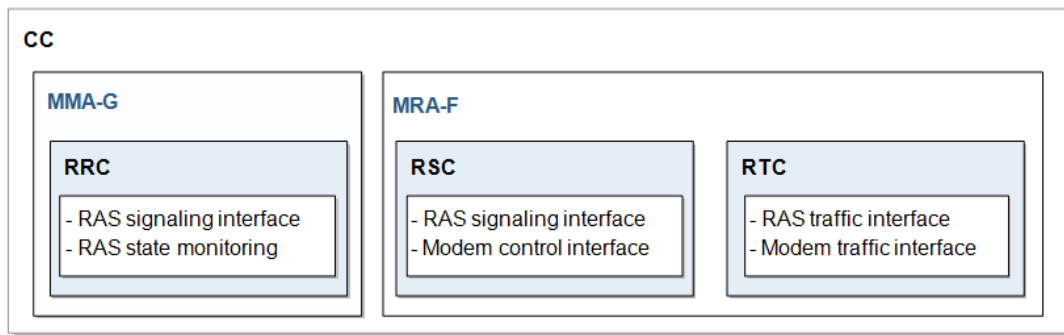 CC
MMA-G
RRC
- RAS signaling interface
- RAS state monitoring
MRA-F
RSC
- RAS signaling interface
- Modem control interface
RTC
- RAS traffic interface
- Modem traffic interface